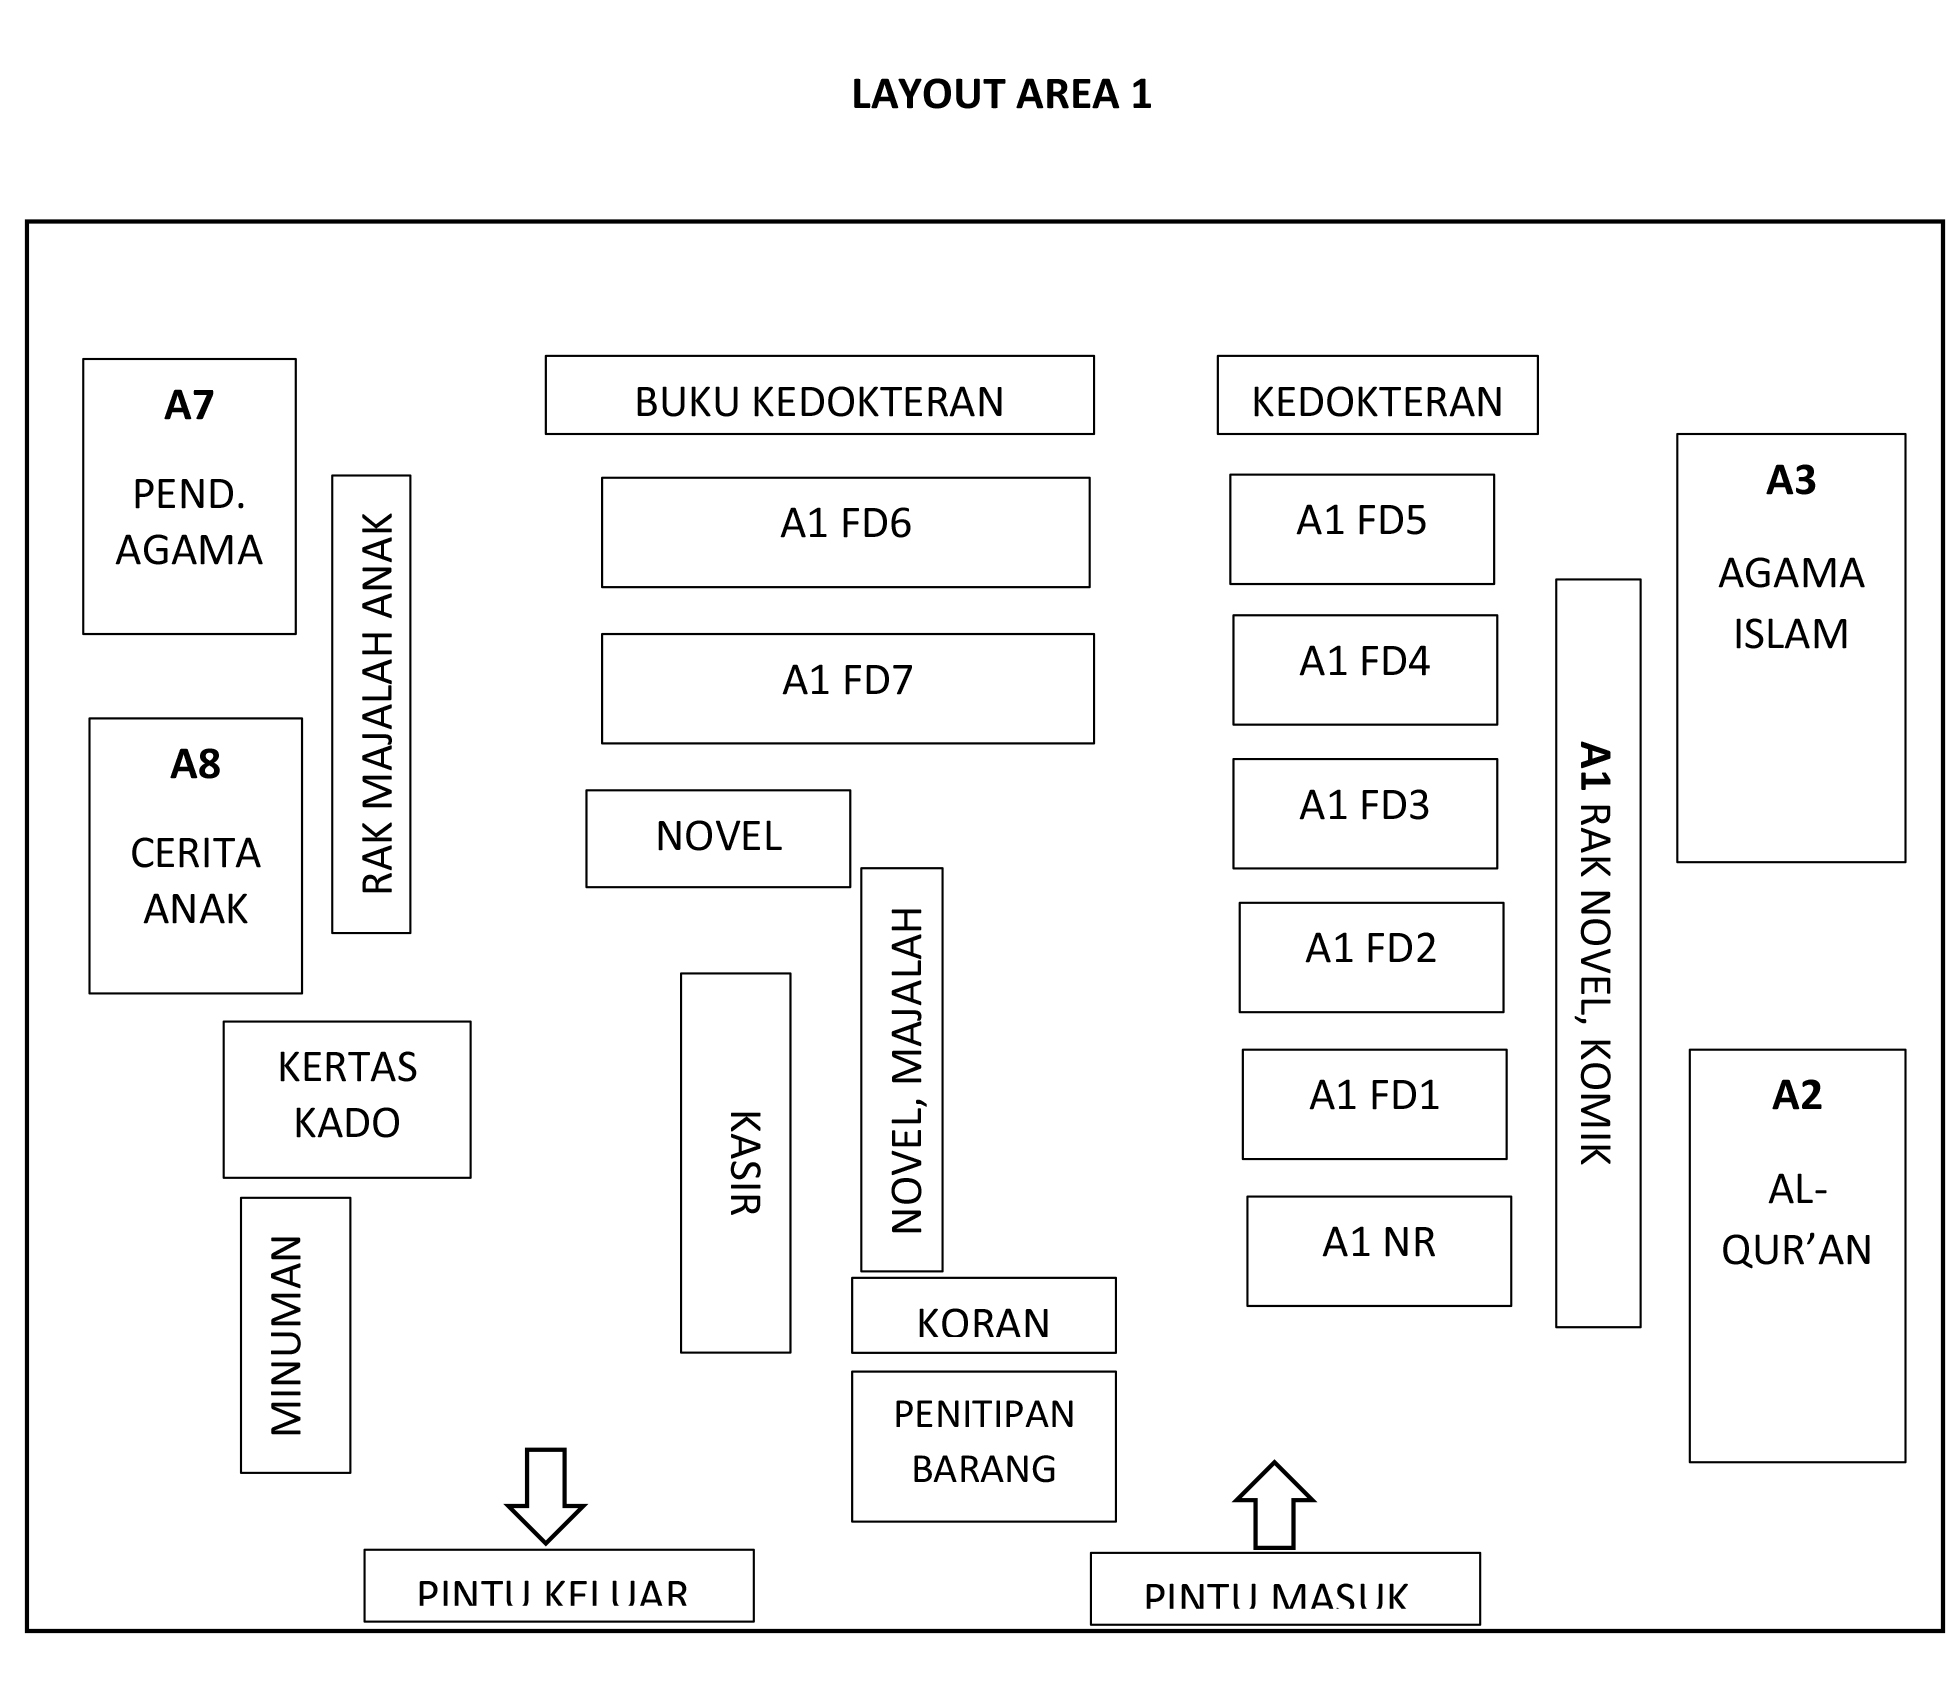 LAYOUT AREA 1
A7
PEND.
AGAMA
RAK MAJALAH ANAK
A8
CERITA
ANAK
KERTAS
KADO
MINUMAN
BUKU KEDOKTERAN
A1 FD6
A1 FD7
NOVEL
KASIR
NOVEL, MAJALAH
KORAN
PENITIPAN
BARANG
KEDOKTERAN
A1 FD5
A1 FD4
A1 FD3
A1 FD2
A1 FD1
A1 NR
A1 RAK NOVEL, KOMIK
A3
AGAMA
ISLAM
A2
AL-
QUR’AN
PINTU KELUAR
PINTU MASUK